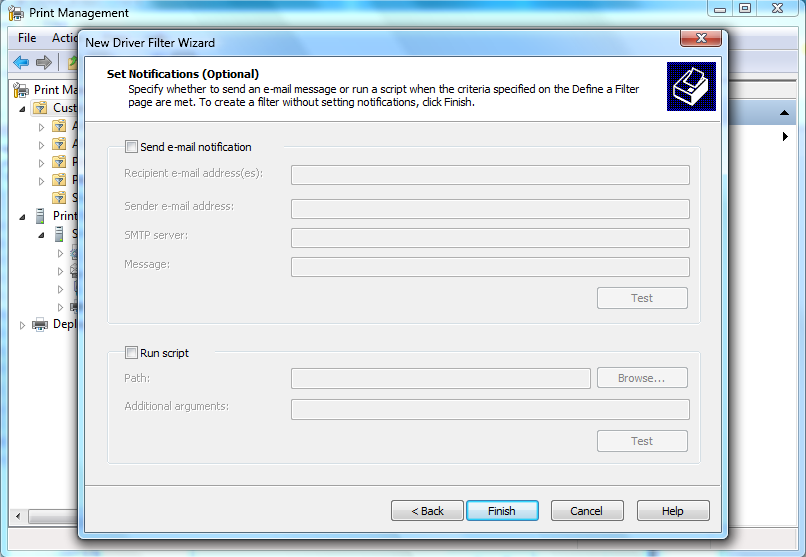 Print Management
File
New Driver Filter Wizard
Set Notifications (Optional)
Specify whether to send an e-mail message or run a script when the criteria specified on the Define a Filter
page are met. To create a filter without setting notifications, click Finish.
Print Ma
Cust
A
A
P
P
S
Print
S
Depl
Send e-mail notification
Recipient e-mail address(es):
Sender e-mail address:
SMTP server:
Message:
Test
Run script
Path:
Browse...
Additional arguments:
Test
< Back
Finish
Cancel
Help